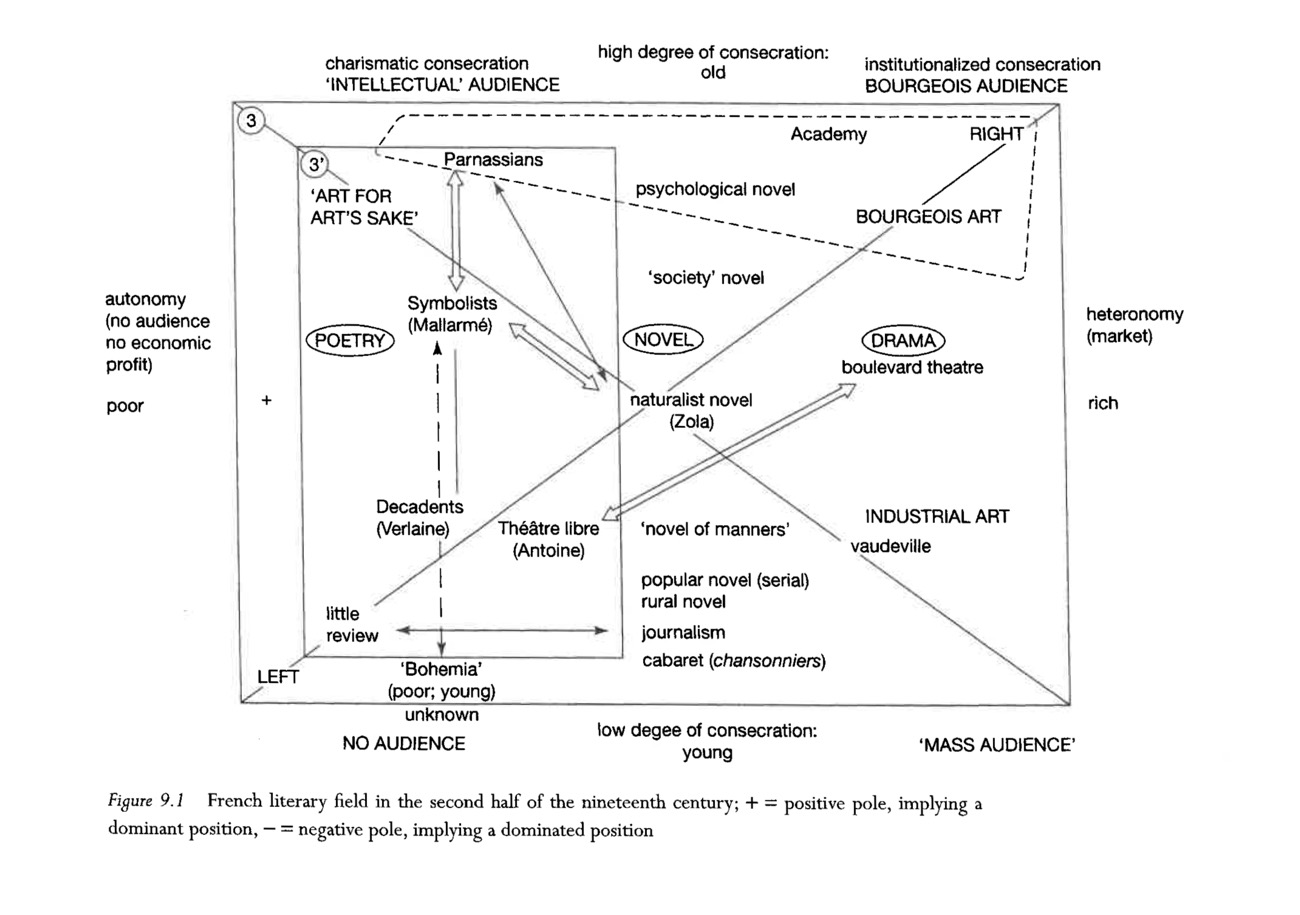 charismatic consecration
'INTELLECTUAL' AUDIENCE
high degree of consecration:
old
institutionalized consecration
BOURGEOIS AUDIENCE
3
3'
Academy
RIGHT
Parnassians
'ART FOR
ART'S SAKE'
psychological novel
BOURGEOIS ART
'society' novel
autonomy
(no audience
no economic
profit)
poor
+
Symbolists
(Mallarmé)
POETRY
NOVEL
DRAMA
boulevard theatre
heteronomy
(market)
rich
naturalist novel
(Zola)
Decadents
(Verlaine)
Théâtre libre
(Antoine)
'novel of manners'
INDUSTRIAL ART
vaudeville
popular novel (serial)
rural novel
little
review
journalism
cabaret (chansonniers)
LEFT
'Bohemia'
(poor; young)
unknown
NO AUDIENCE
low degee of consecration:
young
'MASS AUDIENCE'
Figure 9.1 French literary field in the second half of the nineteenth century; + = positive pole, implying a
dominant position, − = negative pole, implying a dominated position